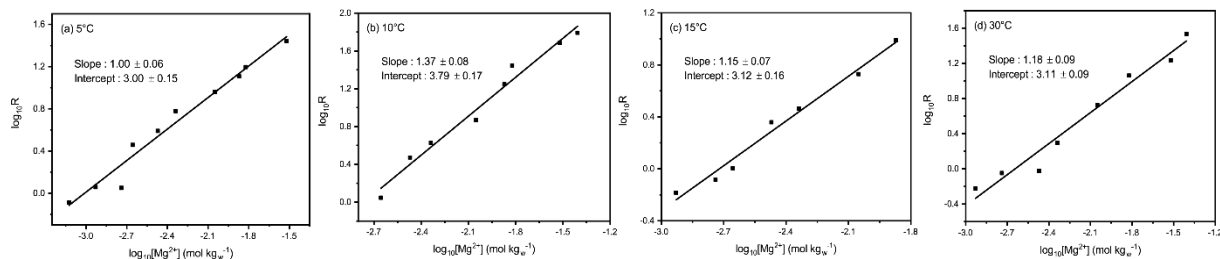 (a) 5°C
Slope : 1.00 ± 0.06
Intercept : 3.00 ± 0.15
log₁₀R
1.6
1.2
0.8
0.4
0.0
-3.0 -2.7 -2.4 -2.1 -1.8 -1.5
log₁₀[Mg²⁺] (mol kg_w⁻¹)
(b) 10°C
Slope : 1.37 ± 0.08
Intercept : 3.79 ± 0.17
log₁₀R
2.0
1.6
1.2
0.8
0.4
0.0
-2.7 -2.4 -2.1 -1.8 -1.5
log₁₀[Mg²⁺] (mol kg_w⁻¹)
(c) 15°C
Slope : 1.15 ± 0.07
Intercept : 3.12 ± 0.16
log₁₀R
1.2
0.8
0.4
0.0
-0.4
-3.0 -2.7 -2.4 -2.1 -1.8
log₁₀[Mg²⁺] (mol kg_w⁻¹)
(d) 30°C
Slope : 1.18 ± 0.09
Intercept : 3.11 ± 0.09
log₁₀R
1.6
1.2
0.8
0.4
0.0
-0.4
-3.0 -2.7 -2.4 -2.1 -1.8 -1.5 -1.2
log₁₀[Mg²⁺] (mol kg_w⁻¹)